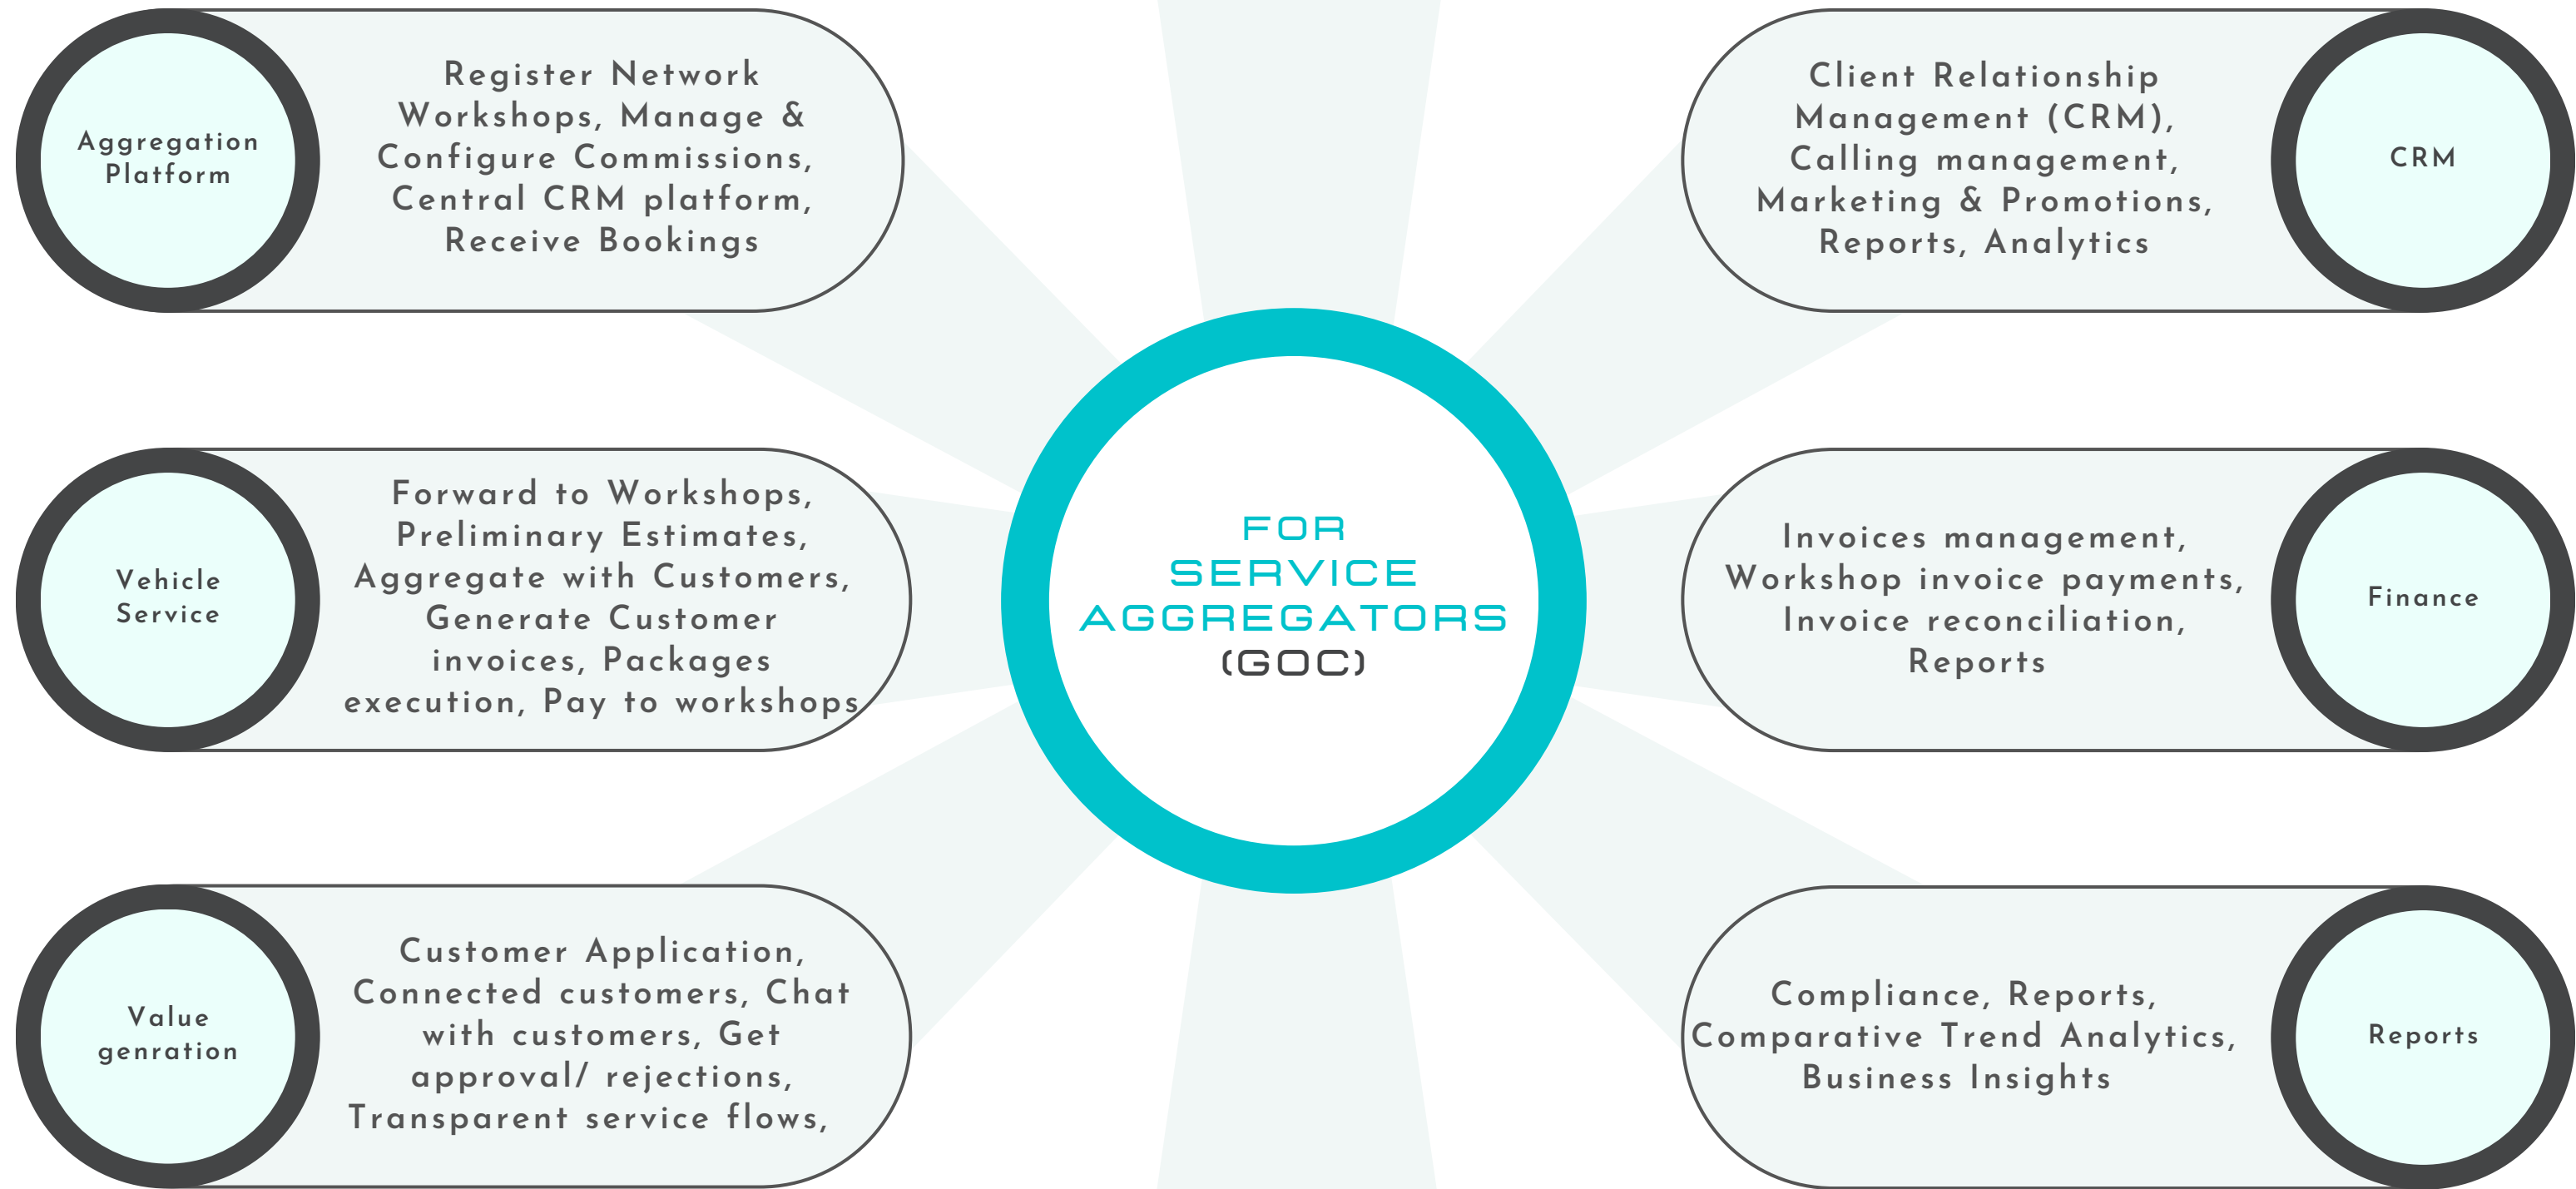 Aggregation
Platform
Register Network
Workshops, Manage &
Configure Commissions,
Central CRM platform,
Receive Bookings
Client Relationship
Management (CRM),
Calling management,
Marketing & Promotions,
Reports, Analytics
CRM
Vehicle
Service
Forward to Workshops,
Preliminary Estimates,
Aggregate with Customers,
Generate Customer
invoices, Packages
execution, Pay to workshops
FOR
SERVICE
AGGREGATORS
(GOC)
Invoices management,
Workshop invoice payments,
Invoice reconciliation,
Reports
Finance
Value
genration
Customer Application,
Connected customers, Chat
with customers, Get
approval/ rejections,
Transparent service flows,
Compliance, Reports,
Comparative Trend Analytics,
Business Insights
Reports